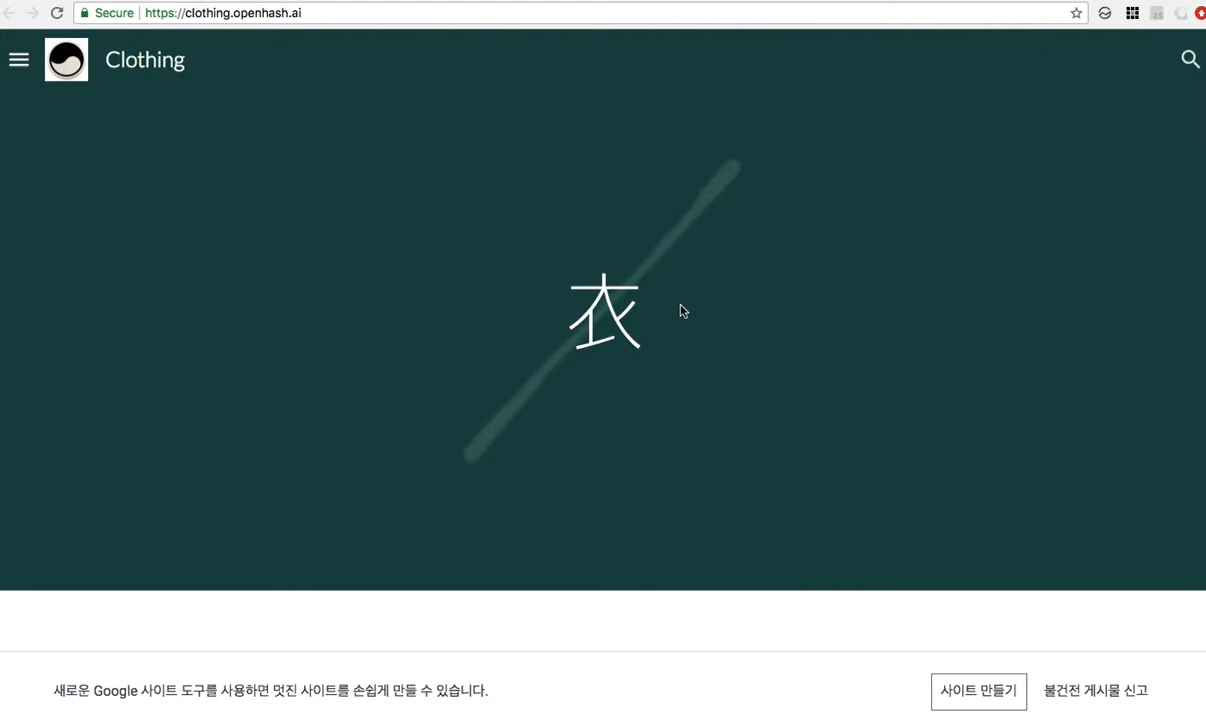 Secure https://clothing.openhash.ai
Clothing
衣
새로운 Google 사이트 도구를 사용하면 멋진 사이트를 손쉽게 만들 수 있습니다.
사이트 만들기
불건전 게시물 신고